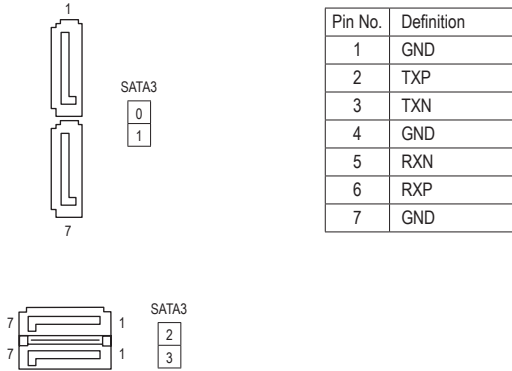 1
SATA3
0
1
7
Pin No. Definition
1 GND
2 TXP
3 TXN
4 GND
5 RXN
6 RXP
7 GND
SATA3
7 1
2
7 1
3